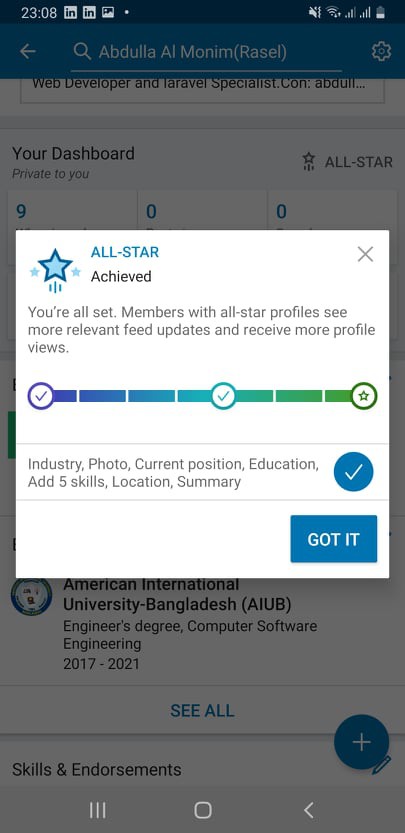 23:08
Abdulla Al Monim(Rasel)
Web Developer and laravel Specialist.Con: abdull...
Your Dashboard
Private to you
ALL-STAR
9
0
0
ALL-STAR
Achieved
You're all set. Members with all-star profiles see
more relevant feed updates and receive more profile
views.
Industry, Photo, Current position, Education,
Add 5 skills, Location, Summary
GOT IT
American International
University-Bangladesh (AIUB)
Engineer's degree, Computer Software
Engineering
2017 - 2021
SEE ALL
Skills & Endorsements